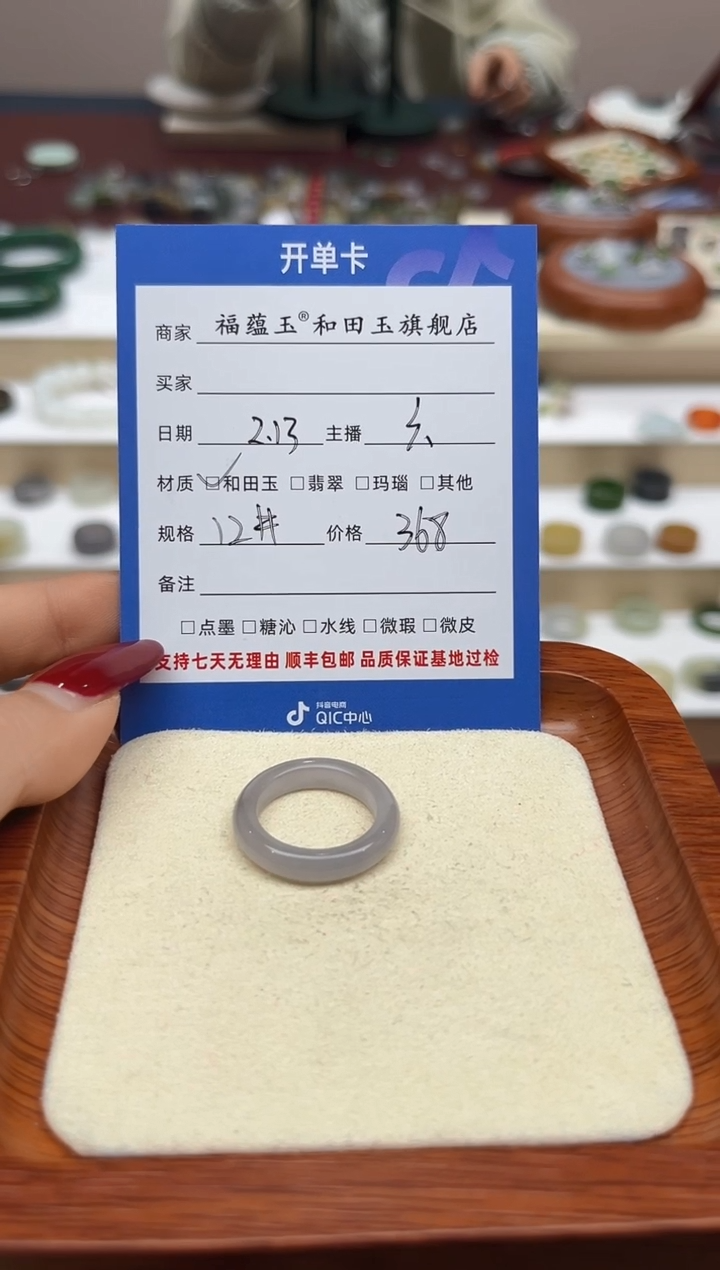 开单卡
商家 福蕴玉®和田玉旗舰店
买家
日期 2.13 主播
材质 ☑和田玉 □翡翠 □玛瑙 □其他
规格 12# 价格 368
备注
□点墨 □糖沁 □水线 □微瑕 □微皮
支持七天无理由 顺丰包邮 品质保证基地过检
抖音电商
QIC中心